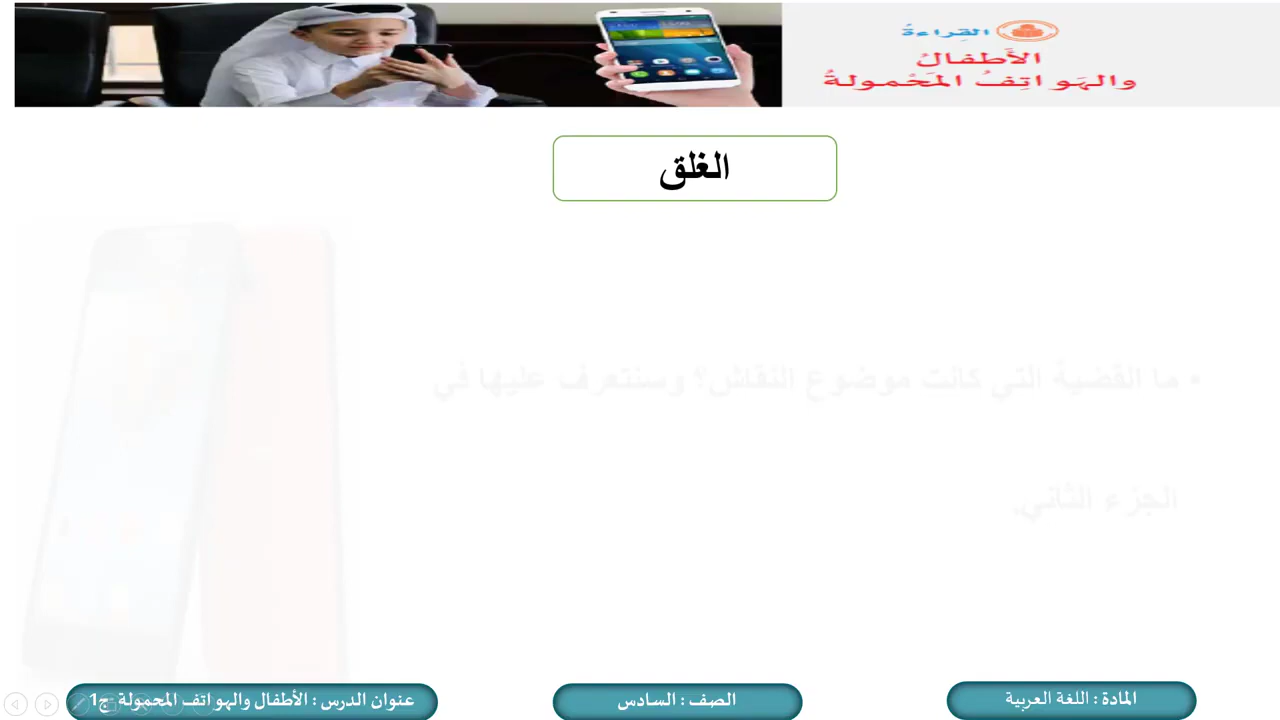 القِراءةُ
الأَطفالُ
والهَواتِفُ المَحْمولةُ
الغلق
• ما القضية التي كانت موضوع النقاش؟ وسنتعرف عليها في
الجزء الثاني.
المادة : اللغة العربية
الصف : السادس
عنوان الدرس : الأطفال والهواتف المحمولة ج1